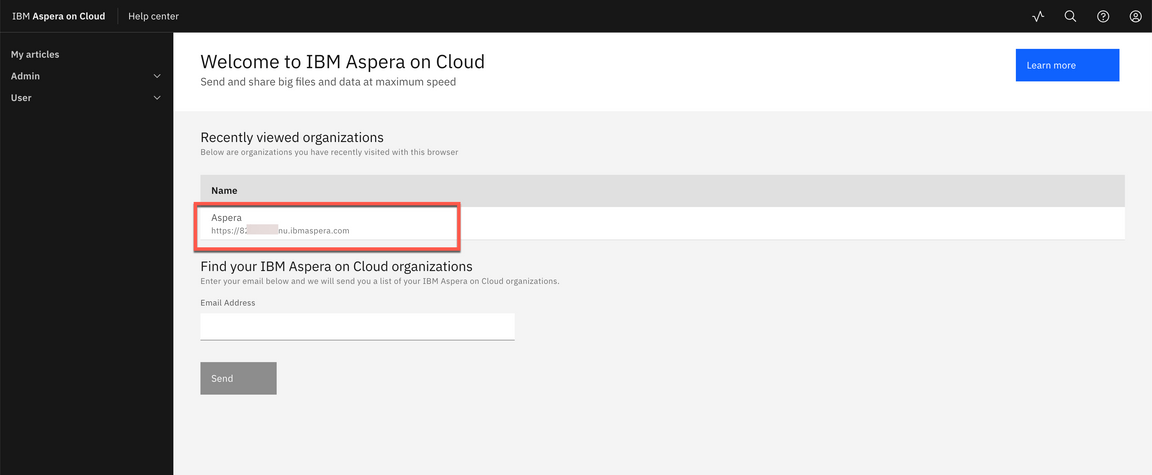 IBM Aspera on Cloud
Help center
My articles
Admin
User
Welcome to IBM Aspera on Cloud
Send and share big files and data at maximum speed
Learn more
Recently viewed organizations
Below are organizations you have recently visited with this browser
Name
Aspera
https://82 nu.ibmaspera.com
Find your IBM Aspera on Cloud organizations
Enter your email below and we will send you a list of your IBM Aspera on Cloud organizations.
Email Address
Send